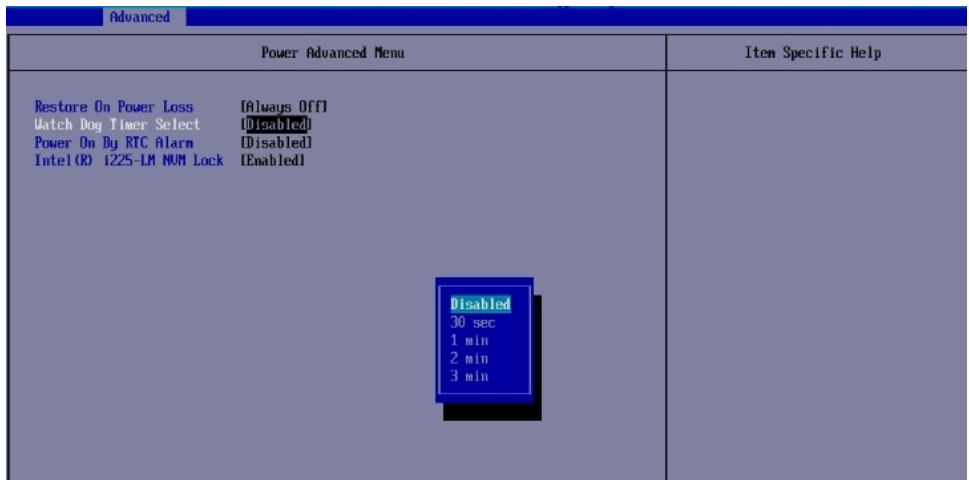 Advanced
Power Advanced Menu
Item Specific Help
Restore On Power Loss [Always Off]
Watch Dog Timer Select [Disabled]
Power On By RTC Alarm [Disabled]
Intel(R) i225-LM NVM Lock [Enabled]
Disabled
30 sec
1 min
2 min
3 min